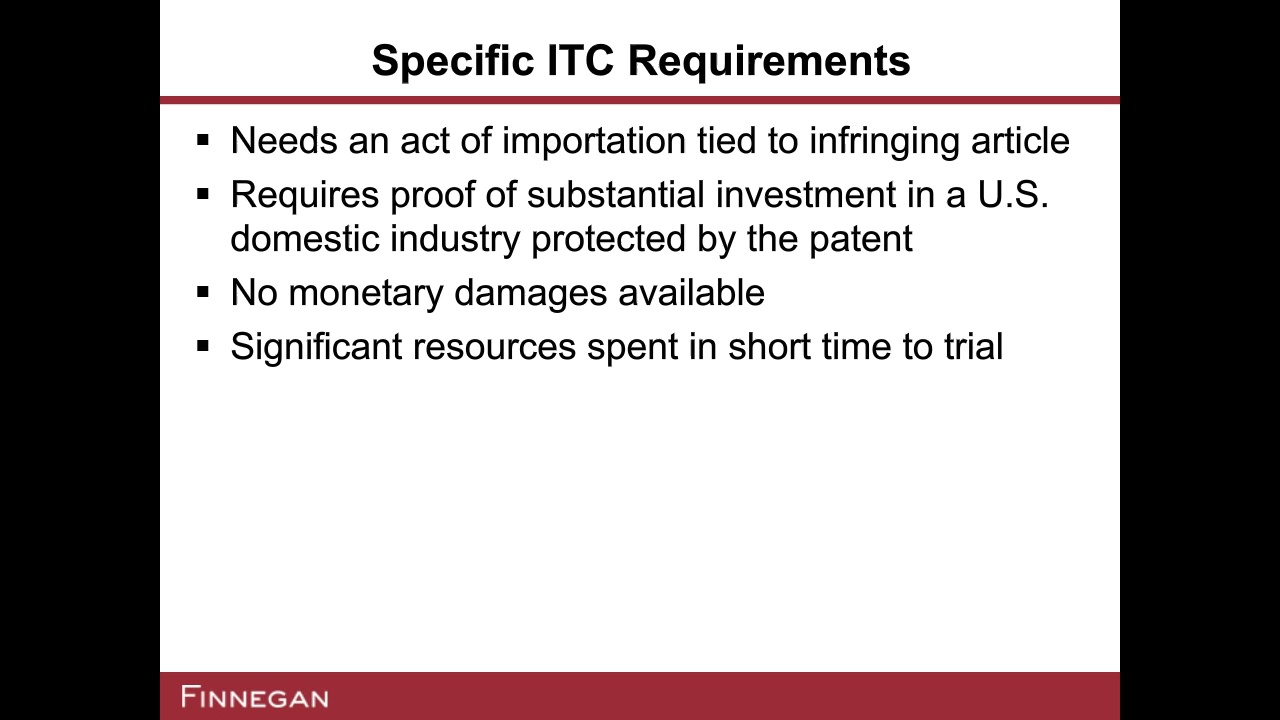 Specific ITC Requirements
▪ Needs an act of importation tied to infringing article
▪ Requires proof of substantial investment in a U.S.
domestic industry protected by the patent
▪ No monetary damages available
▪ Significant resources spent in short time to trial
FINNEGAN